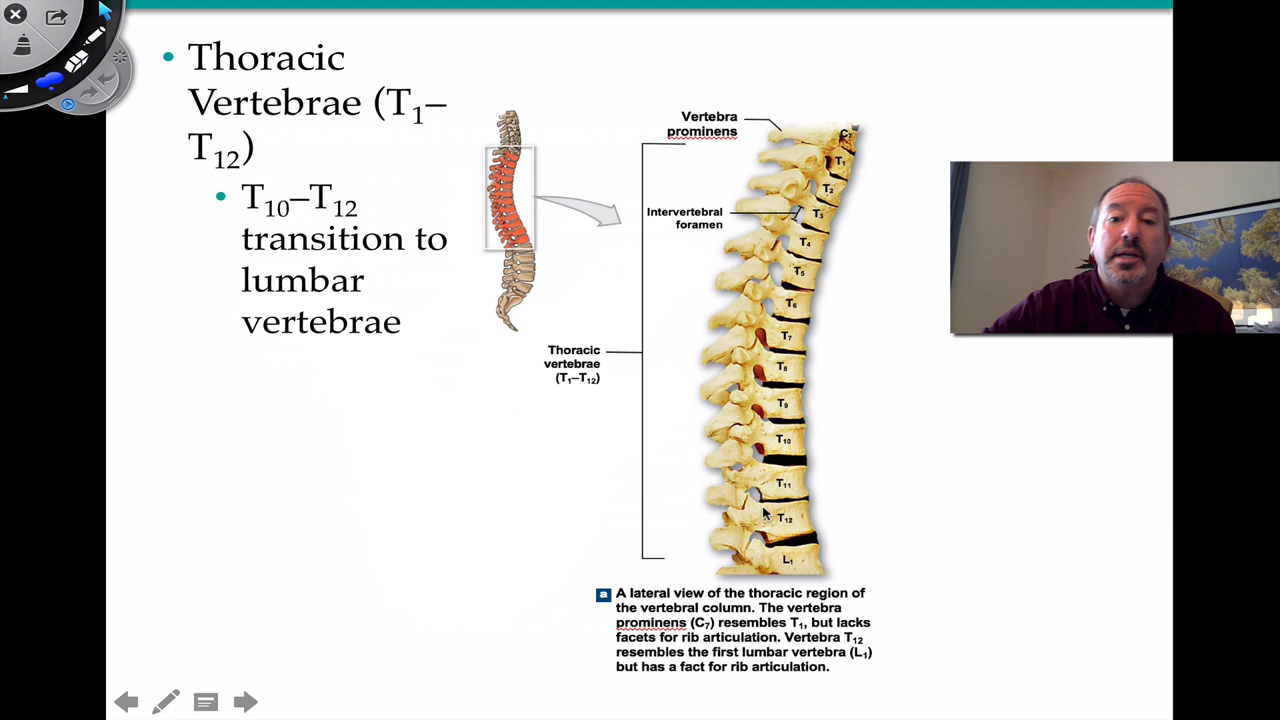 • Thoracic
Vertebrae (T1–
T12)
• T10–T12
transition to
lumbar
vertebrae
Vertebra
prominens
Intervertebral
foramen
Thoracic
vertebrae
(T1–T12)
C7
T1
T2
T3
T4
T5
T6
T7
T8
T9
T10
T11
T12
L1
a A lateral view of the thoracic region of
the vertebral column. The vertebra
prominens (C7) resembles T1, but lacks
facets for rib articulation. Vertebra T12
resembles the first lumbar vertebra (L1)
but has a fact for rib articulation.